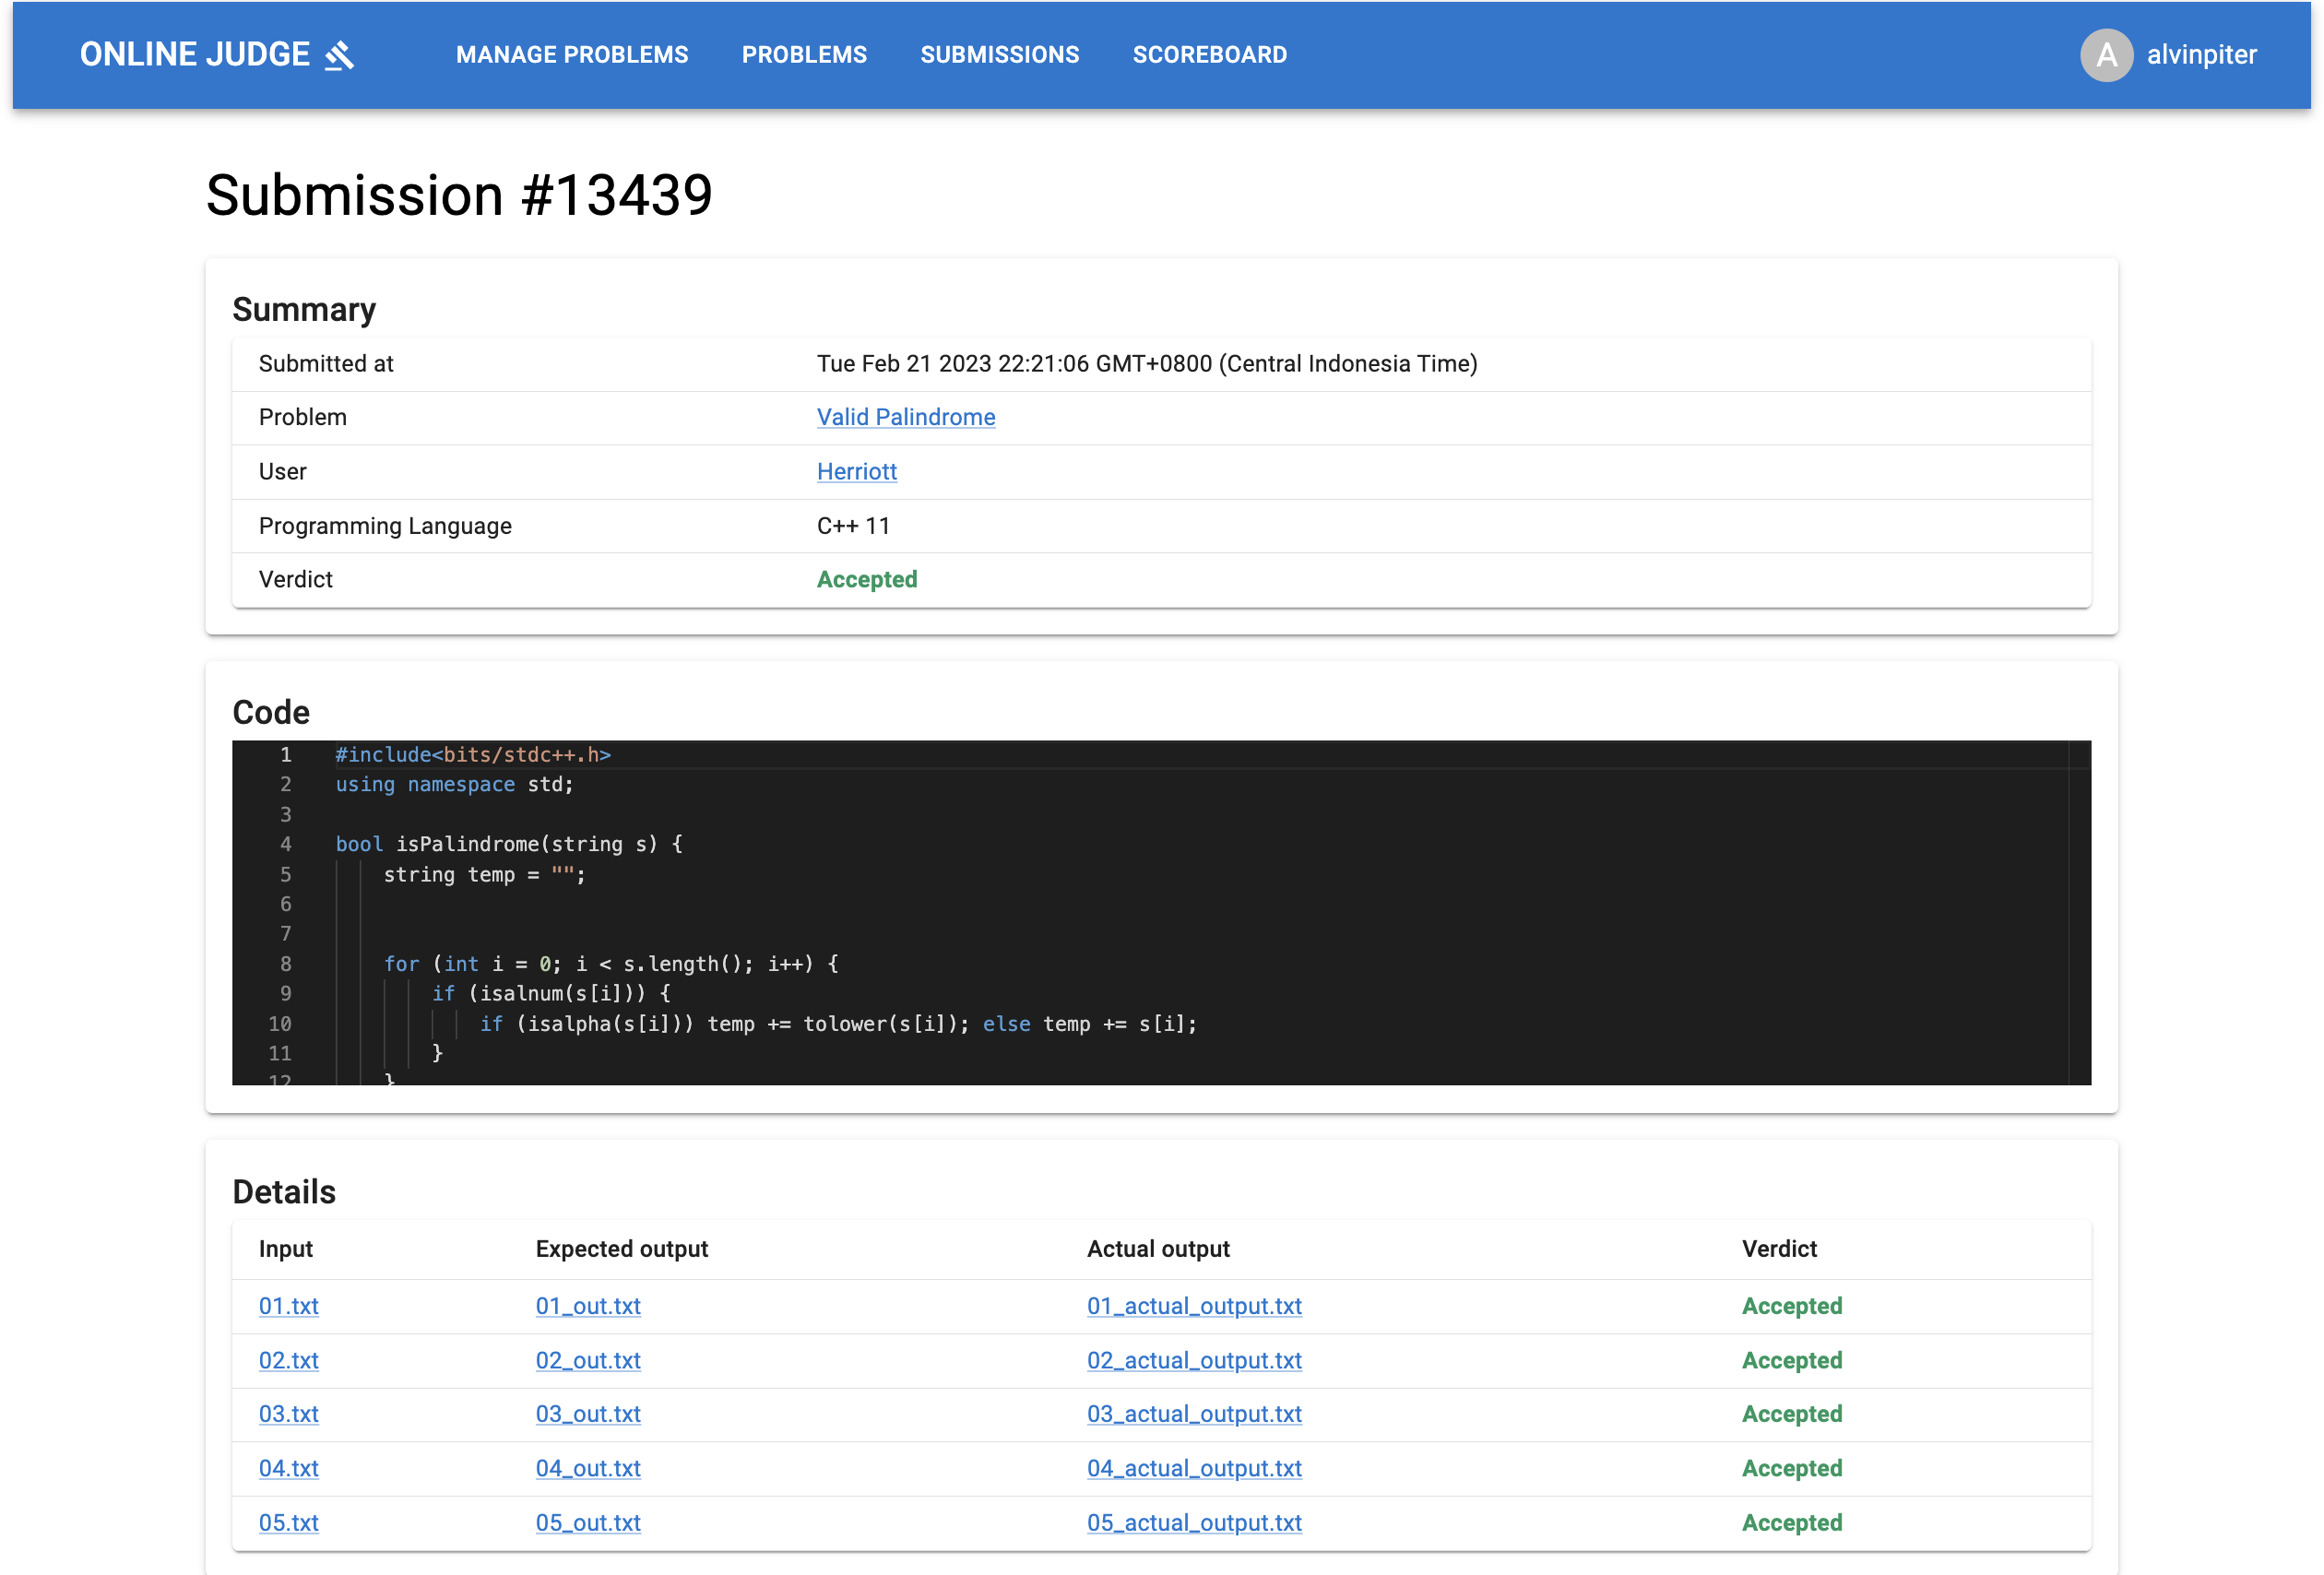 ONLINE JUDGE MANAGE PROBLEMS PROBLEMS SUBMISSIONS SCOREBOARD A alvinpiter
Submission #13439
Summary
Submitted at Tue Feb 21 2023 22:21:06 GMT+0800 (Central Indonesia Time)
Problem Valid Palindrome
User Herriott
Programming Language C++ 11
Verdict Accepted
Code
1 #include<bits/stdc++.h>
2 using namespace std;
3
4 bool isPalindrome(string s) {
5 string temp = "";
6
7
8 for (int i = 0; i < s.length(); i++) {
9 if (isalnum(s[i])) {
10 if (isalpha(s[i])) temp += tolower(s[i]); else temp += s[i];
11 }
12 }
Details
Input Expected output Actual output Verdict
01.txt 01_out.txt 01_actual_output.txt Accepted
02.txt 02_out.txt 02_actual_output.txt Accepted
03.txt 03_out.txt 03_actual_output.txt Accepted
04.txt 04_out.txt 04_actual_output.txt Accepted
05.txt 05_out.txt 05_actual_output.txt Accepted